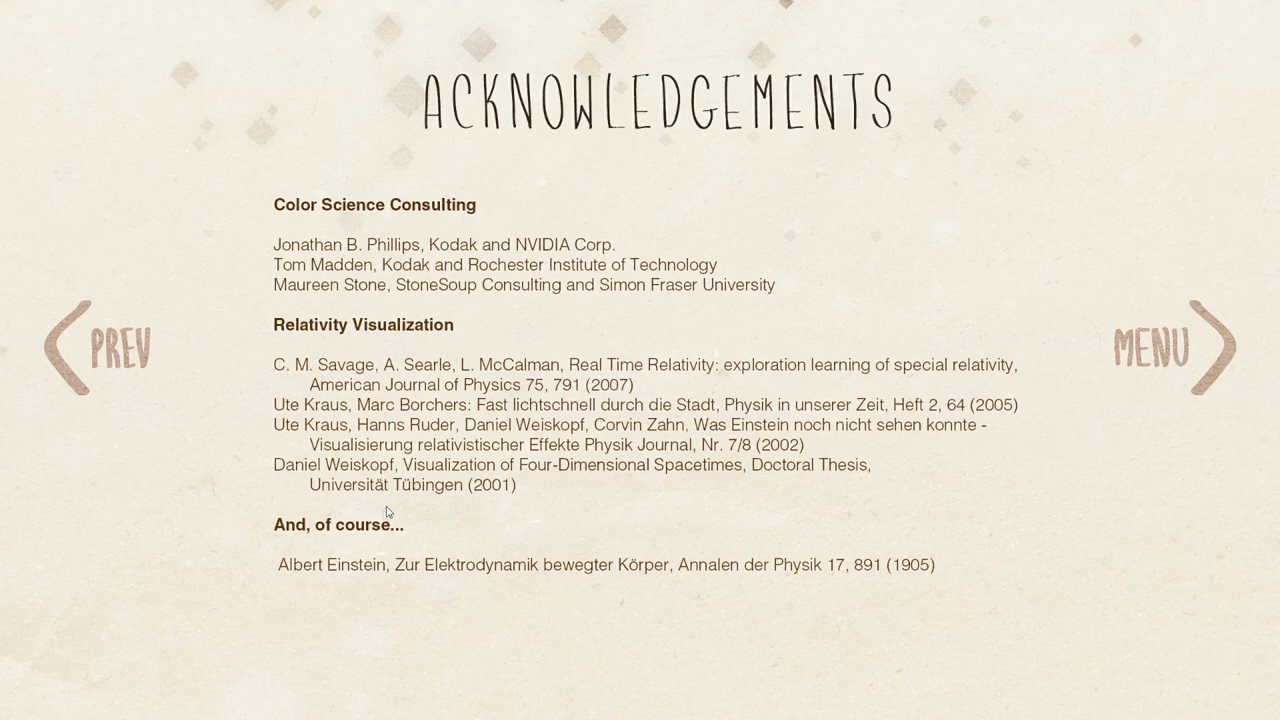 ACKNOWLEDGEMENTS
Color Science Consulting
Jonathan B. Phillips, Kodak and NVIDIA Corp.
Tom Madden, Kodak and Rochester Institute of Technology
Maureen Stone, StoneSoup Consulting and Simon Fraser University
Relativity Visualization
C. M. Savage, A. Searle, L. McCalman, Real Time Relativity: exploration learning of special relativity,
American Journal of Physics 75, 791 (2007)
Ute Kraus, Marc Borchers: Fast lichtschnell durch die Stadt, Physik in unserer Zeit, Heft 2, 64 (2005)
Ute Kraus, Hanns Ruder, Daniel Weiskopf, Corvin Zahn, Was Einstein noch nicht sehen konnte -
Visualisierung relativistischer Effekte Physik Journal, Nr. 7/8 (2002)
Daniel Weiskopf, Visualization of Four-Dimensional Spacetimes, Doctoral Thesis,
Universität Tübingen (2001)
And, of course...
Albert Einstein, Zur Elektrodynamik bewegter Körper, Annalen der Physik 17, 891 (1905)
PREV
MENU